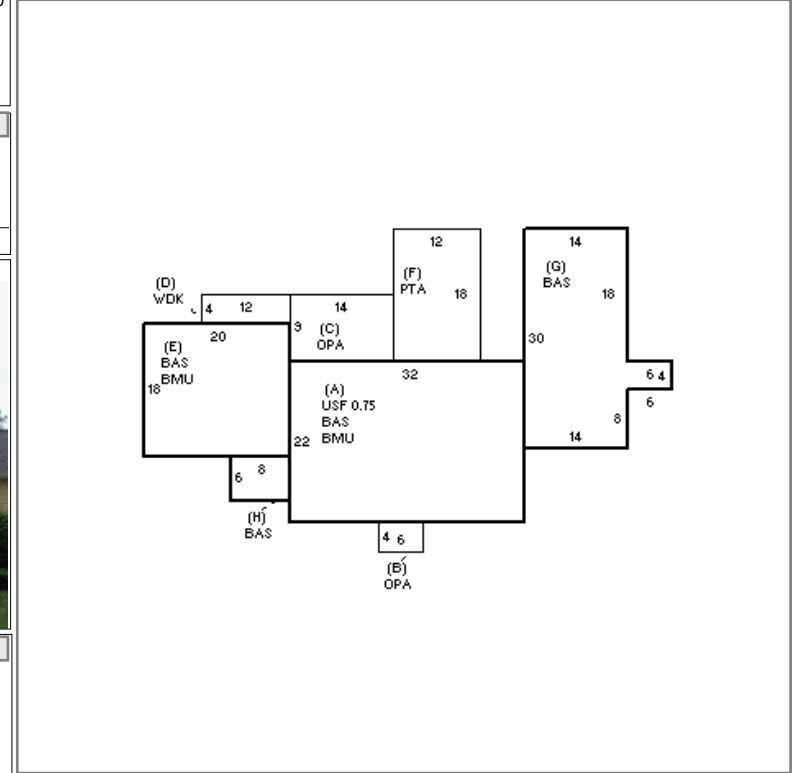 12
14
(G)
BAS
18
30
6 4
6
8
14
(F)
PTA
18
(D)
WDK
4
12
14
9
(C)
OPA
20
(E)
BAS
BMU
18
32
(A)
USF 0.75
BAS
BMU
22
8
6
(H)
BAS
4 6
(B)
OPA